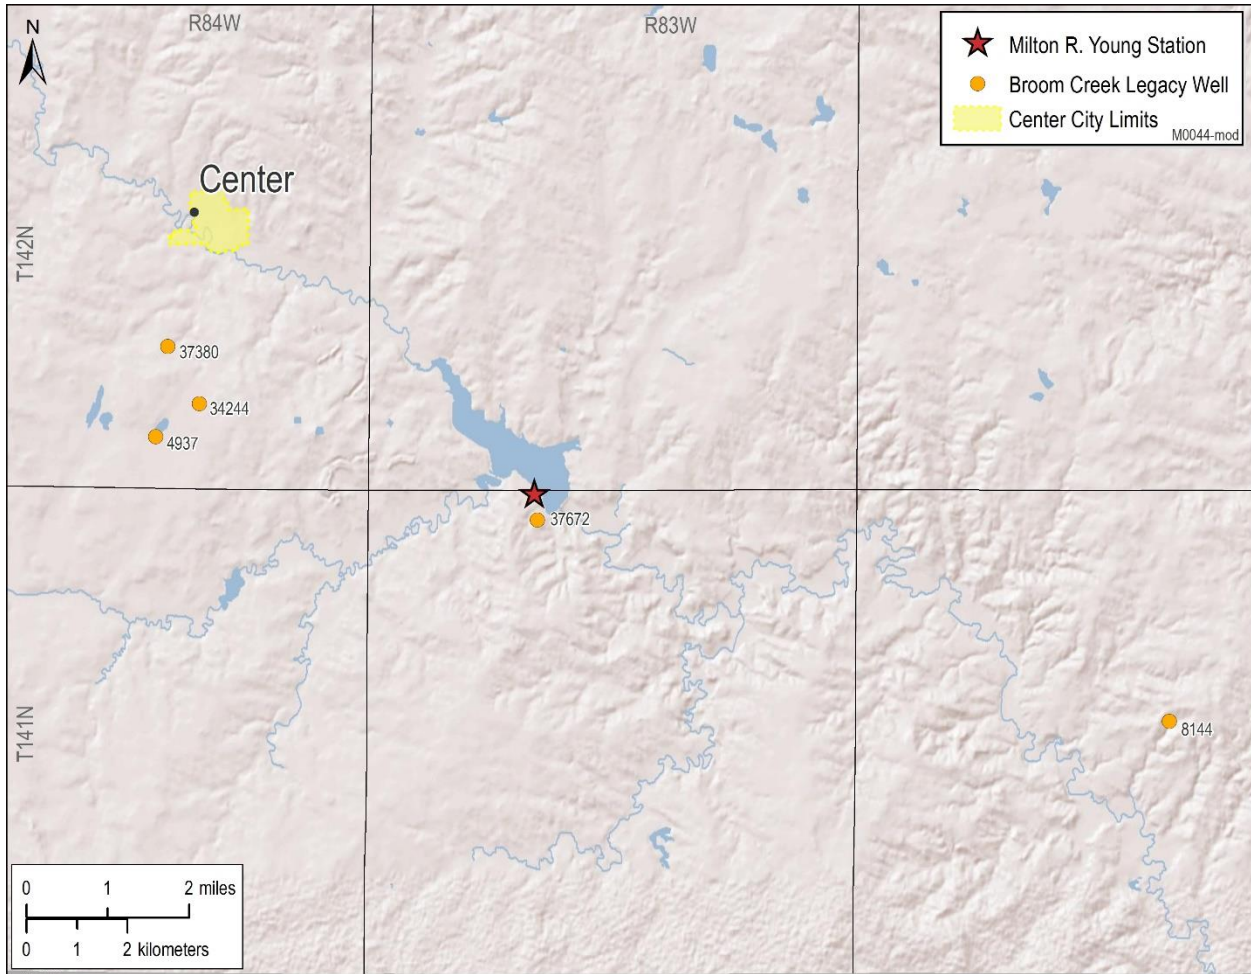 N
R84W
R83W
Milton R. Young Station
Broom Creek Legacy Well
Center City Limits
M0044-mod
Center
T142N
37380
34244
4937
37672
T141N
8144
0 1 2 miles
0 1 2 kilometers